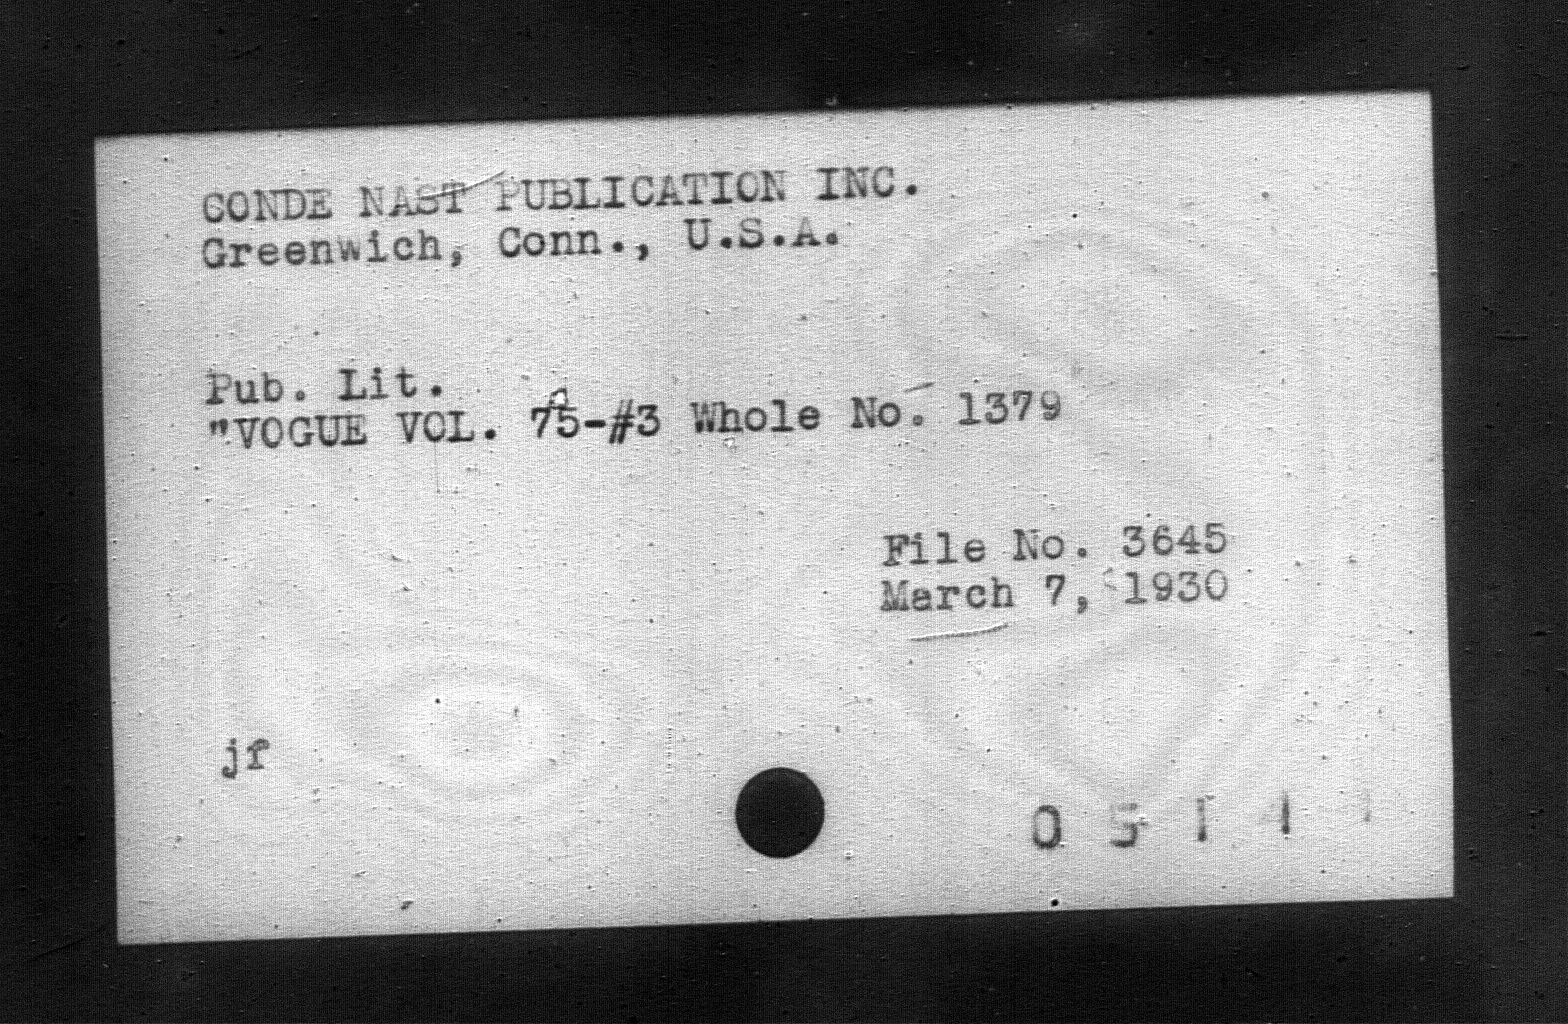 CONDE NAST PUBLICATION INC.
Greenwich, Conn., U.S.A.
Pub. Lit.
"VOGUE VOL. 75-#3 Whole No. 1379
File No. 3645
March 7, 1930
jf